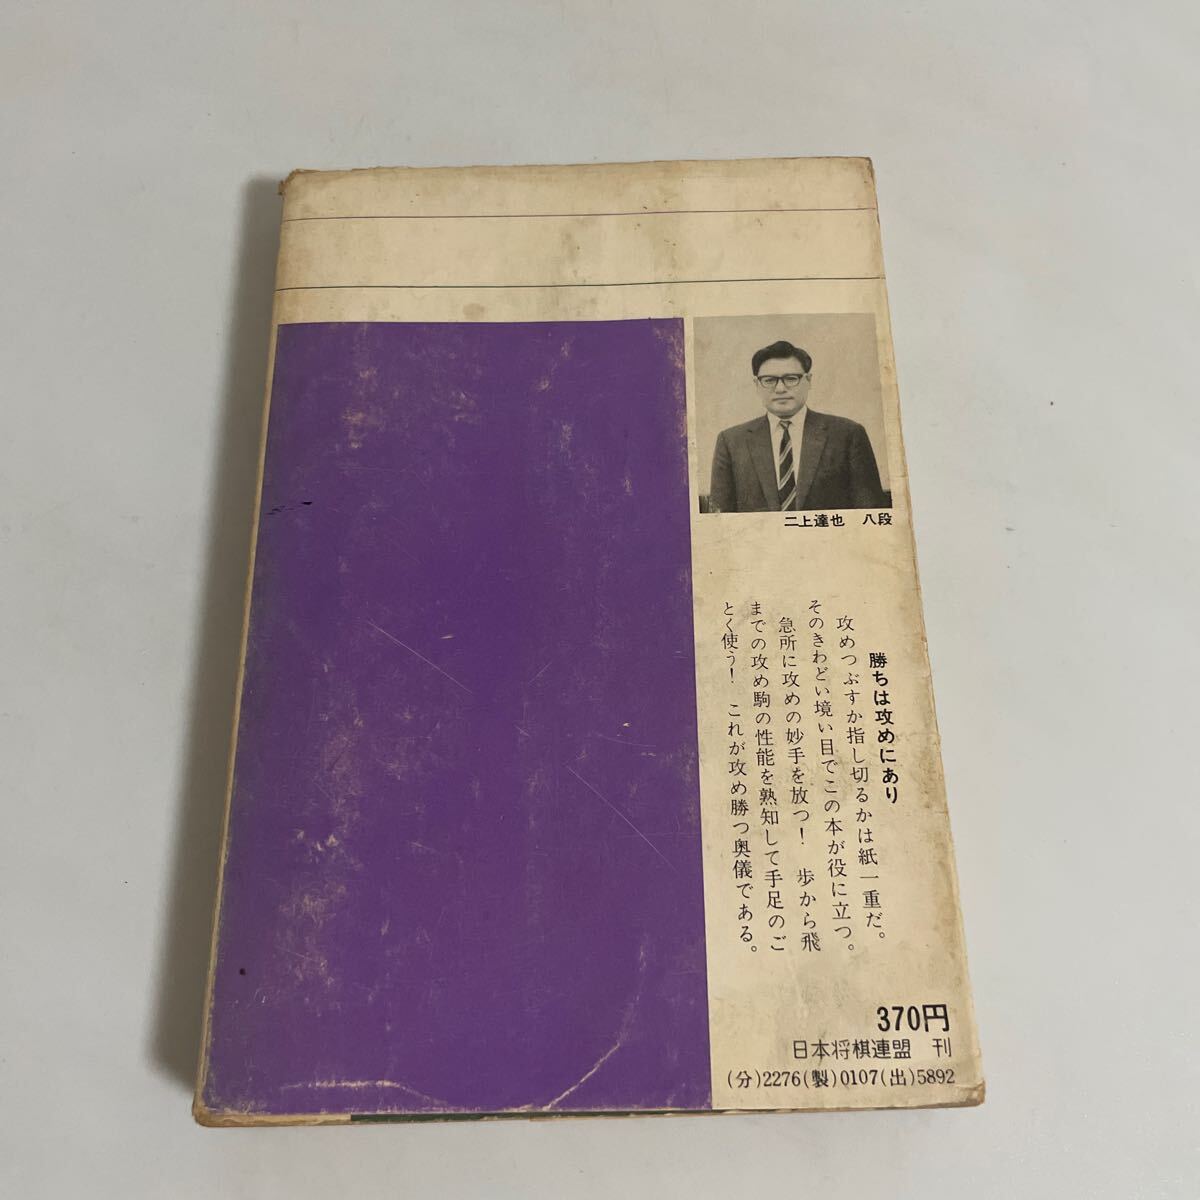 二上達也　八段
勝ちは攻めにあり
攻めつぶすか指し切るかは紙一重だ。
そのきわどい境い目でこの本が役に立つ。
急所に攻めの妙手を放つ！　歩から飛
までの攻め駒の性能を熟知して手足のご
とく使う！　これが攻め勝つ奥儀である。
370円
日本将棋連盟　刊
(分)2276(製)0107(出)5892